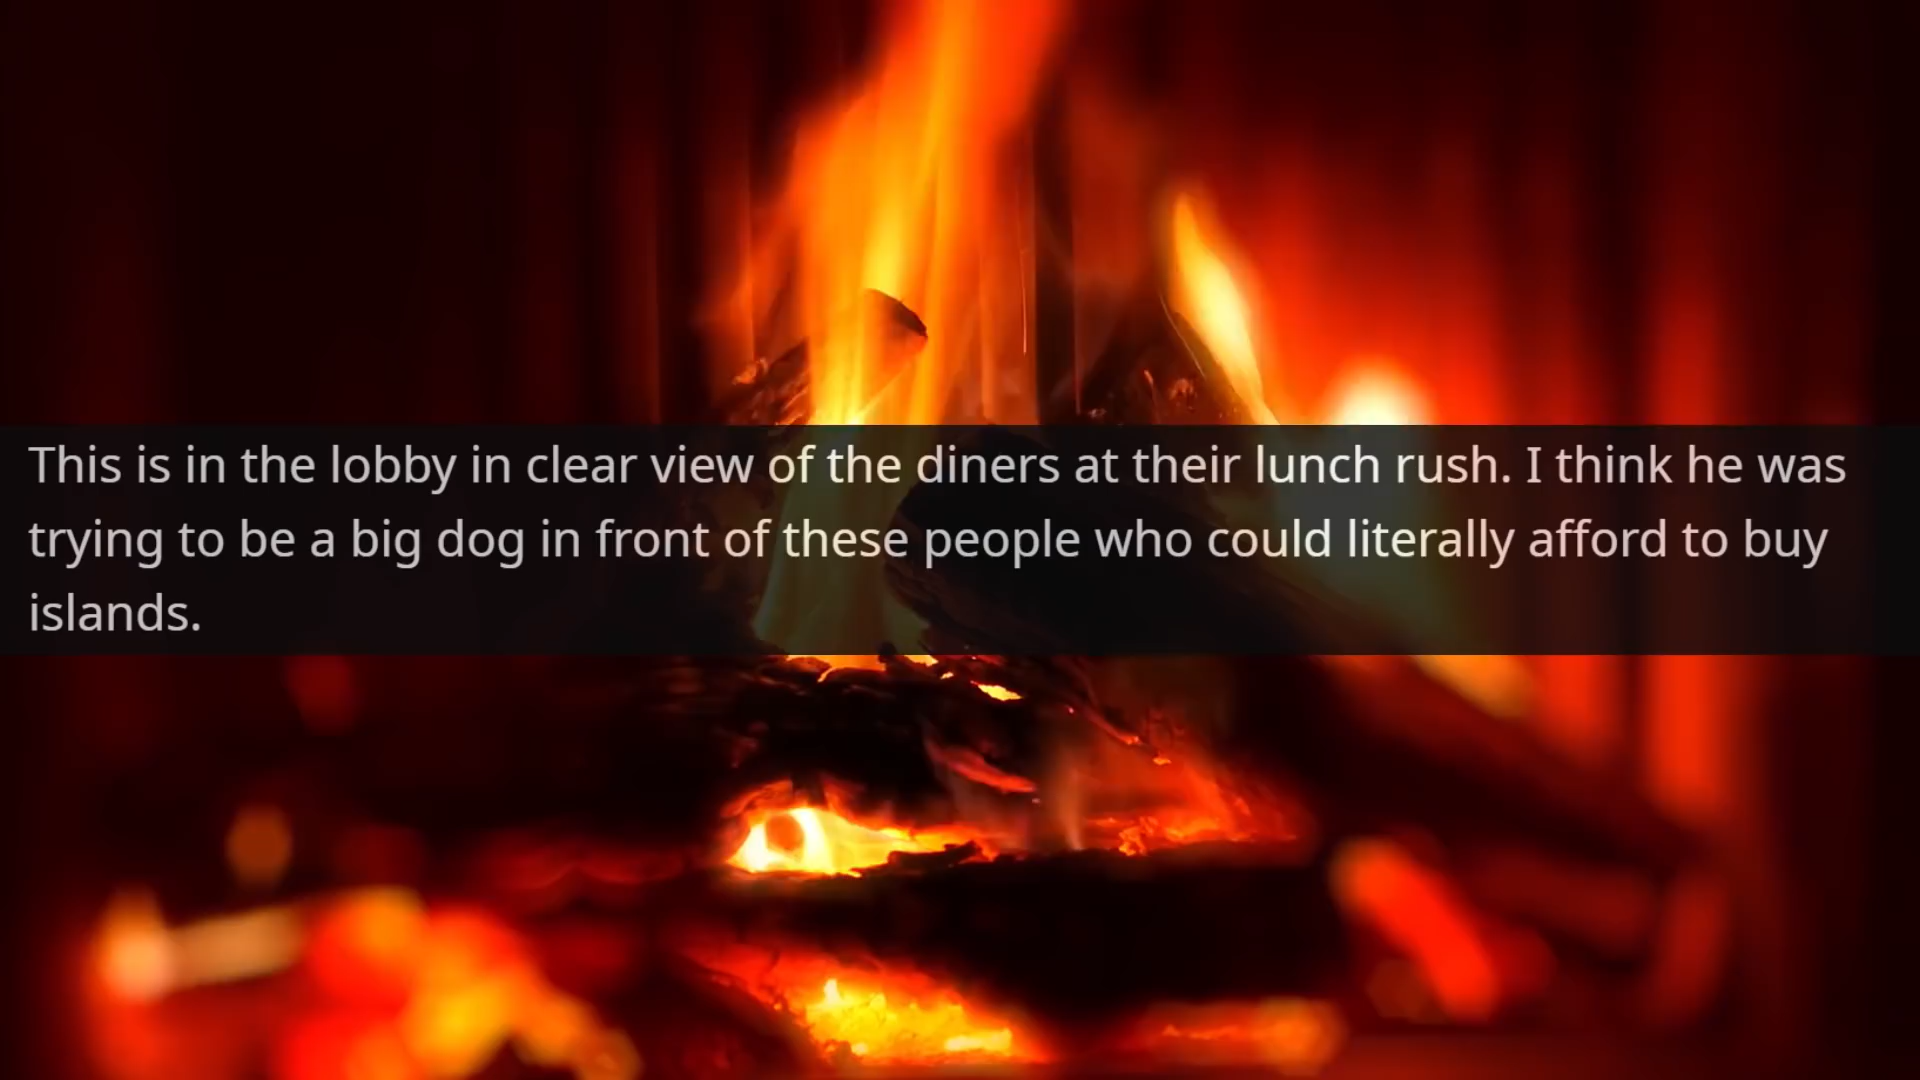 This is in the lobby in clear view of the diners at their lunch rush. I think he was
trying to be a big dog in front of these people who could literally afford to buy
islands.